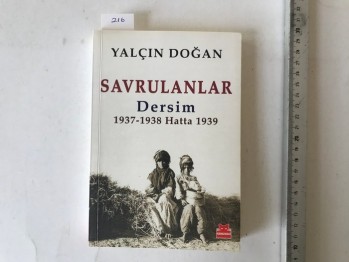 216
YALÇIN DOĞAN
SAVRULANLAR
Dersim
1937-1938 Hatta 1939